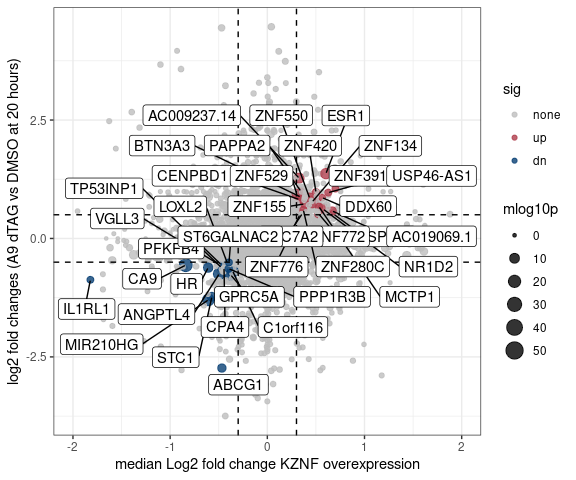 AC009237.14 ZNF550 ESR1
BTN3A3 PAPPA2 ZNF420 ZNF134
CENPBD1 ZNF529 ZNF391 USP46-AS1
TP53INP1
LOXL2 ZNF155 DDX60
VGLL3
ST6GALNAC2 AC019069.1
PFKFB4
ZNF776 ZNF280C NR1D2
CA9 HR
GPRC5A PPP1R3B MCTP1
IL1RL1 ANGPTL4
CPA4 C1orf116
MIR210HG
STC1
ABCG1
2.5
0.0
-2.5
-2 -1 0 1 2
median Log2 fold change KZNF overexpression
log2 fold changes (A9 dTAG vs DMSO at 20 hours)
sig
none
up
dn
mlog10p
0
10
20
30
40
50